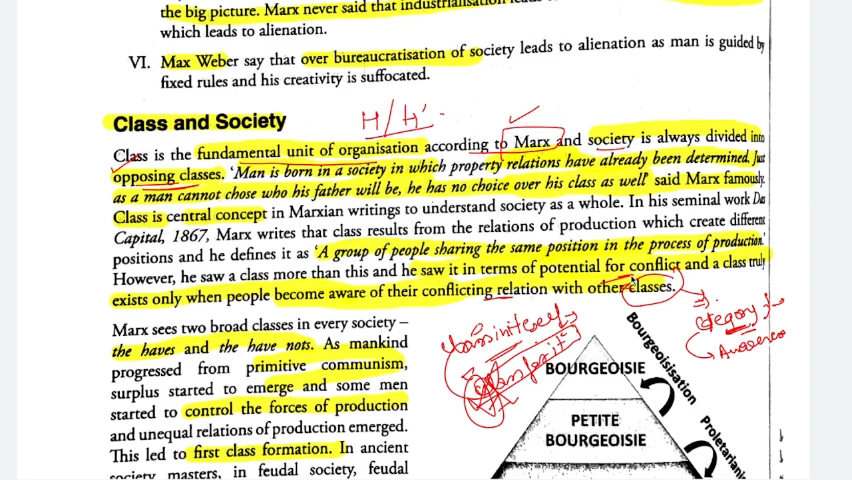 the big picture. Marx never said that industrialisation
which leads to alienation.
VI. Max Weber say that over bureaucratisation of society leads to alienation as man is guided by
fixed rules and his creativity is suffocated.
Class and Society
H/H'
Class is the fundamental unit of organisation according to Marx and society is always divided into
opposing classes. 'Man is born in a society in which property relations have already been determined. Just
as a man cannot chose who his father will be, he has no choice over his class as well' said Marx famously.
Class is central concept in Marxian writings to understand society as a whole. In his seminal work Das
Capital, 1867, Marx writes that class results from the relations of production which create different
positions and he defines it as 'A group of people sharing the same position in the process of production.'
However, he saw a class more than this and he saw it in terms of potential for conflict and a class truly
exists only when people become aware of their conflicting relation with other classes.
Category
Marx sees two broad classes in every society –
the haves and the have nots. As mankind
progressed from primitive communism,
surplus started to emerge and some men
started to control the forces of production
and unequal relations of production emerged.
This led to first class formation. In ancient
society masters, in feudal society, feudal
Class in itself
Class for itself
Bourgeoisisation
BOURGEOISIE
PETITE
BOURGEOISIE